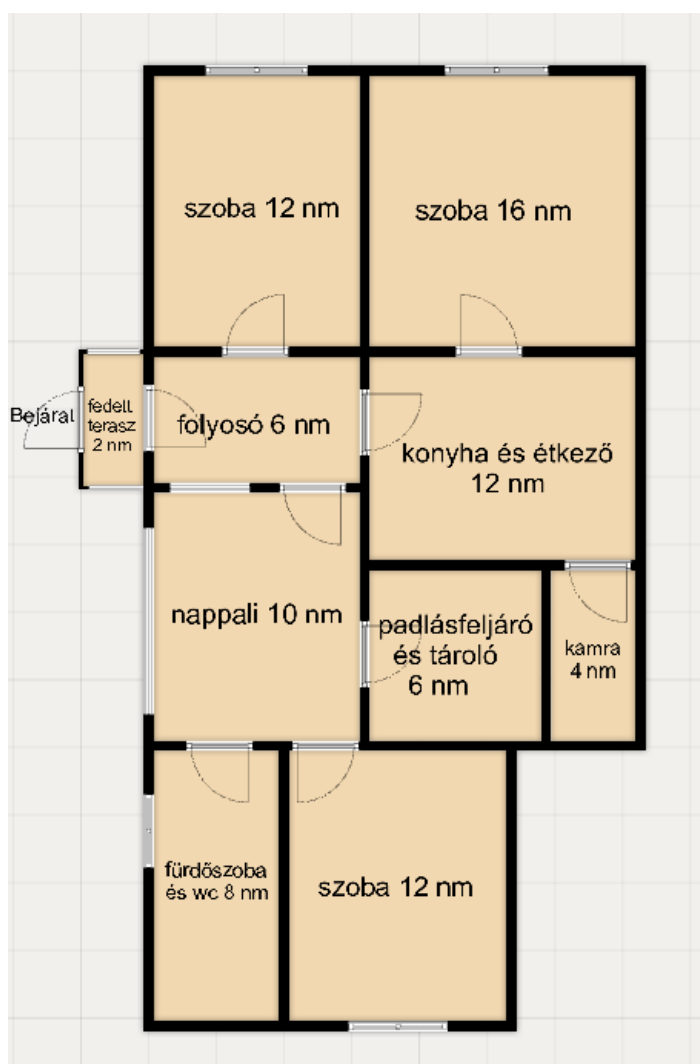 szoba 12 nm
szoba 16 nm
Bejárat
fedett
terasz
2 nm
folyosó 6 nm
konyha és étkező
12 nm
nappali 10 nm
padlásfeljáró
és tároló
6 nm
kamra
4 nm
fürdőszoba
és wc 8 nm
szoba 12 nm